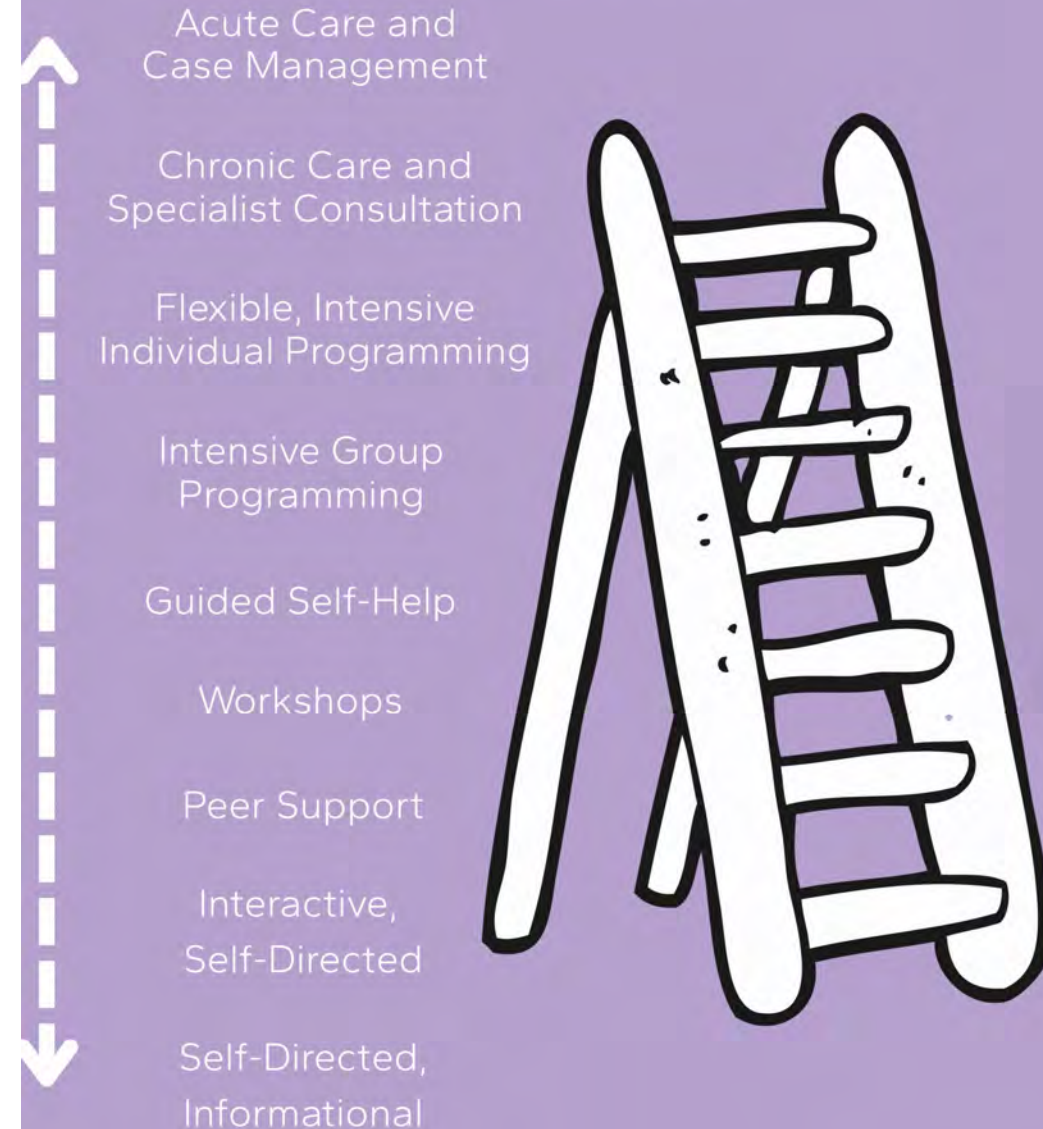 Acute Care and
Case Management
Chronic Care and
Specialist Consultation
Flexible, Intensive
Individual Programming
Intensive Group
Programming
Guided Self-Help
Workshops
Peer Support
Interactive,
Self-Directed
Self-Directed,
Informational